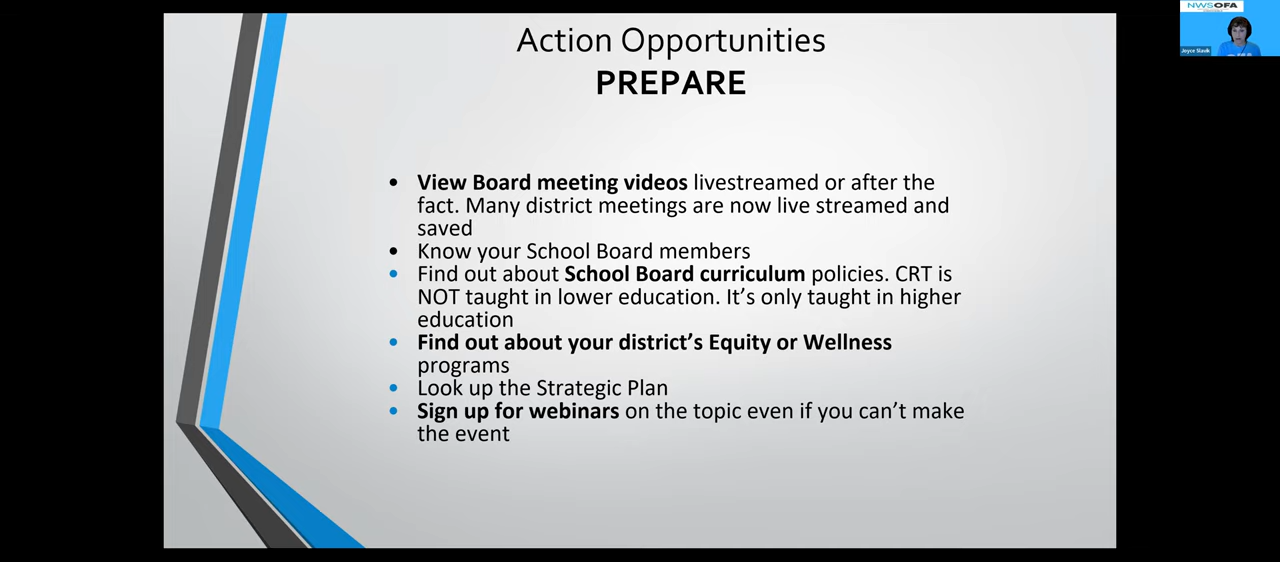 Action Opportunities
PREPARE
• View Board meeting videos livestreamed or after the
fact. Many district meetings are now live streamed and
saved
• Know your School Board members
• Find out about School Board curriculum policies. CRT is
NOT taught in lower education. It’s only taught in higher
education
• Find out about your district’s Equity or Wellness
programs
• Look up the Strategic Plan
• Sign up for webinars on the topic even if you can’t make
the event
NWSOFA
Joyce Slavik